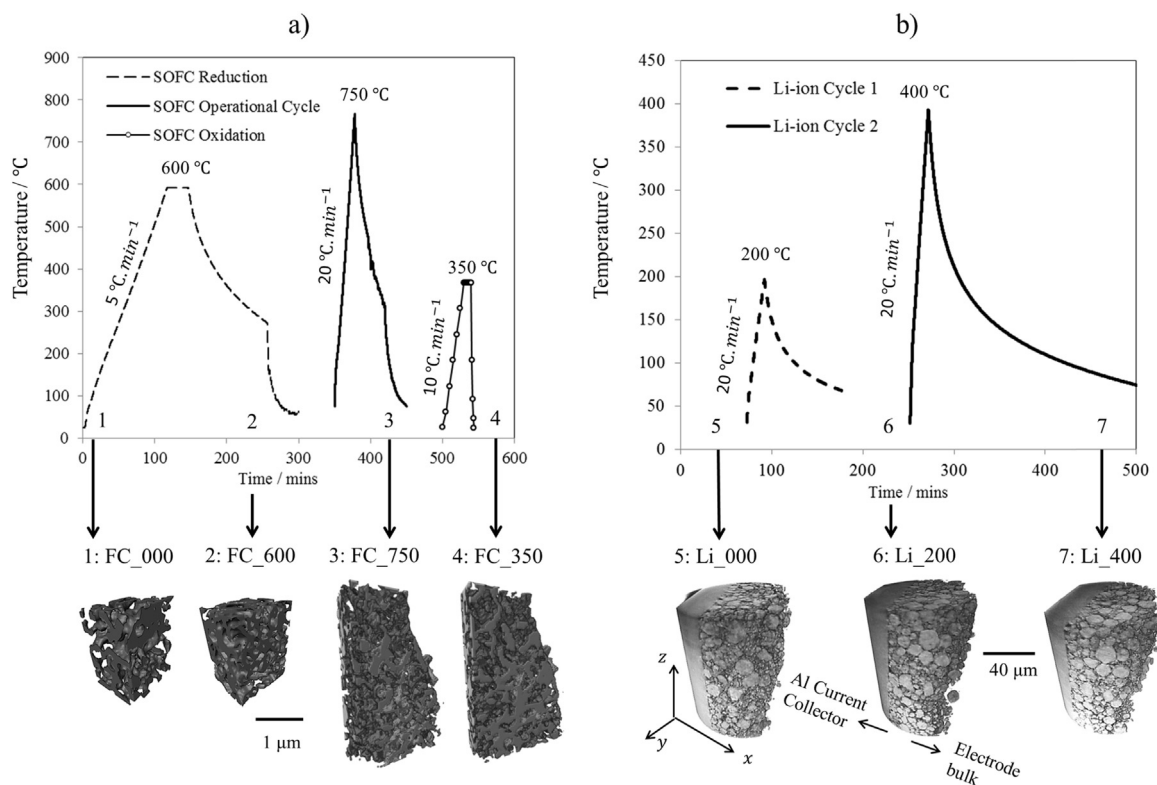 a)
900
800
700
600
500
400
300
200
100
0
Temperature / °C
SOFC Reduction
SOFC Operational Cycle
SOFC Oxidation
600 °C
750 °C
350 °C
5 °C.min⁻¹
20 °C.min⁻¹
10 °C.min⁻¹
1
2
3
4
0 100 200 300 400 500 600
Time / mins
1: FC_000
2: FC_600
3: FC_750
4: FC_350
1 μm
b)
450
400
350
300
250
200
150
100
50
0
Temperature / °C
Li-ion Cycle 1
Li-ion Cycle 2
200 °C
400 °C
20 °C.min⁻¹
20 °C.min⁻¹
5
6
7
0 100 200 300 400 500
Time / mins
5: Li_000
6: Li_200
7: Li_400
40 μm
z
y
x
Al Current
Collector
Electrode
bulk